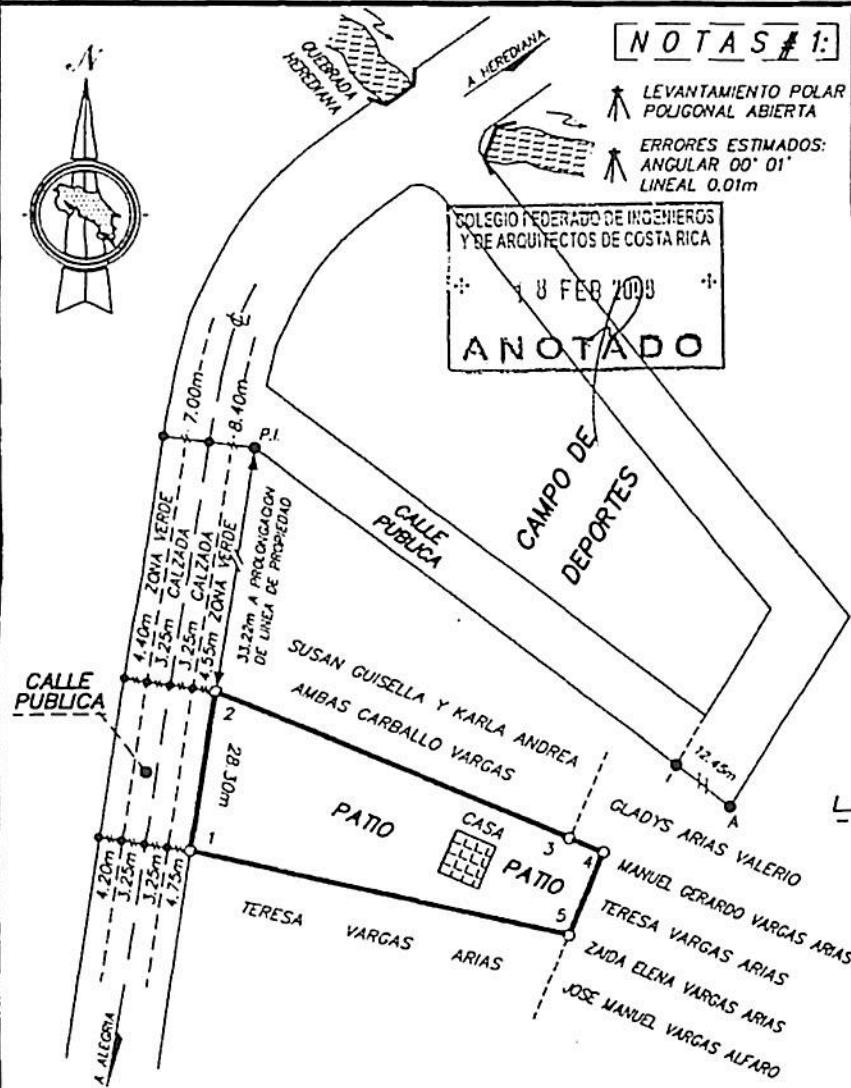 N
QUEBRADA
HEREDIANA
A HEREDIANA
NOTAS # 1:
LEVANTAMIENTO POLAR
POLIGONAL ABIERTA
ERRORES ESTIMADOS:
ANGULAR 00° 01'
LINEAL 0.01m
COLEGIO FEDERADO DE INGENIEROS
Y DE ARQUITECTOS DE COSTA RICA
18 FEB
ANOTADO
7.00m
8.40m
P.I.
CAMPO DE
DEPORTES
CALLE
PUBLICA
4.40m ZONA VERDE
3.25m CALZADA
3.25m CALZADA
4.55m ZONA VERDE
33.22m A PROLONGACION
DE LINEA DE PROPIEDAD
SUSAN GUISELLA Y KARLA ANDREA
AMBAS CARBALLO VARGAS
CALLE
PUBLICA
2
28.30m
12.45m
A
L
PATIO
CASA
PATIO
3
4
5
1
GLADYS ARIAS VALERIO
MANUEL GERARDO VARGAS ARIAS
TERESA VARGAS ARIAS
ZAIDA ELENA VARGAS ARIAS
JOSE MANUEL VARGAS ALFARO
4.20m
3.25m
3.25m
4.75m
TERESA VARGAS ARIAS
A ALEGRIA